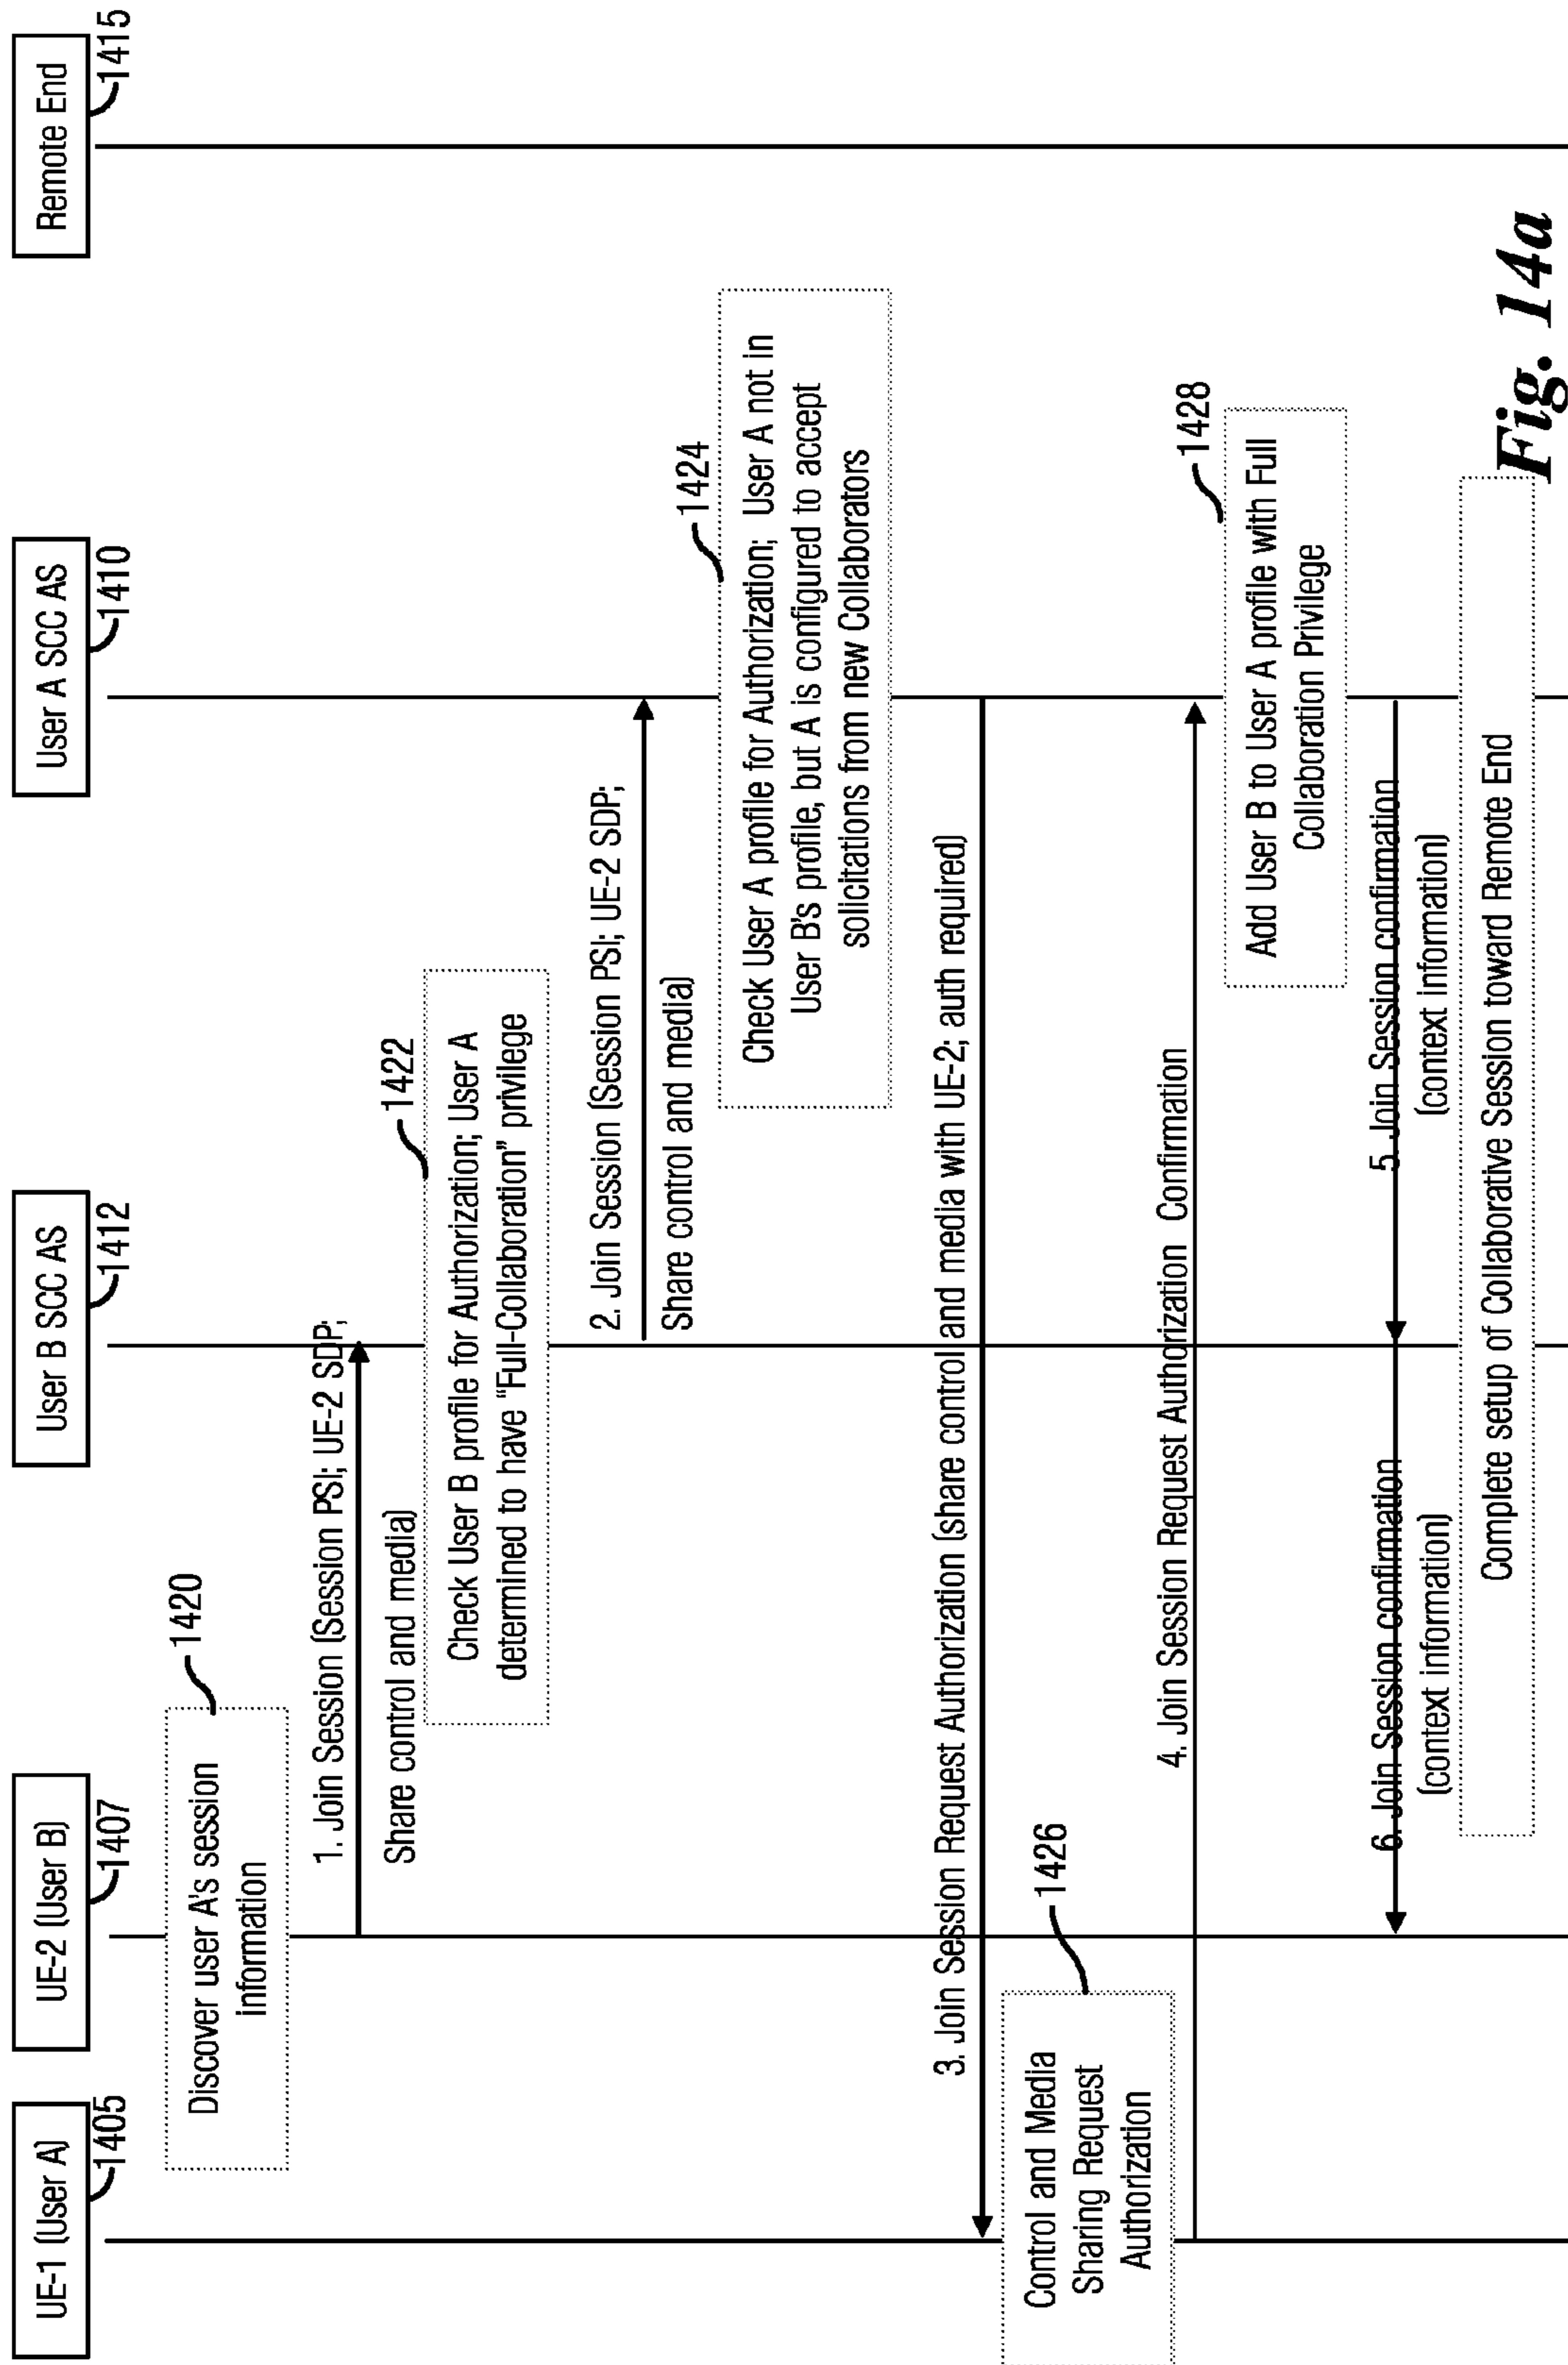 UE-1 (User A)
1405
UE-2 (User B)
1407
User B SCC AS
1412
User A SCC AS
1410
Remote End
1415
Discover user A's session
information
1420
1. Join Session (Session PSI; UE-2 SDP;
Share control and media)
1422
Check User B profile for Authorization; User A
determined to have "Full-Collaboration" privilege
2. Join Session (Session PSI; UE-2 SDP;
Share control and media)
1424
Check User A profile for Authorization; User A not in
User B's profile, but A is configured to accept
solicitations from new Collaborators
3. Join Session Request Authorization (share control and media with UE-2; auth required)
Control and Media
Sharing Request
Authorization
1426
4. Join Session Request Authorization Confirmation
1428
Add User B to User A profile with Full
Collaboration Privilege
5. Join Session confirmation
(context information)
6. Join Session confirmation
(context information)
Complete setup of Collaborative Session toward Remote End
Fig. 14a